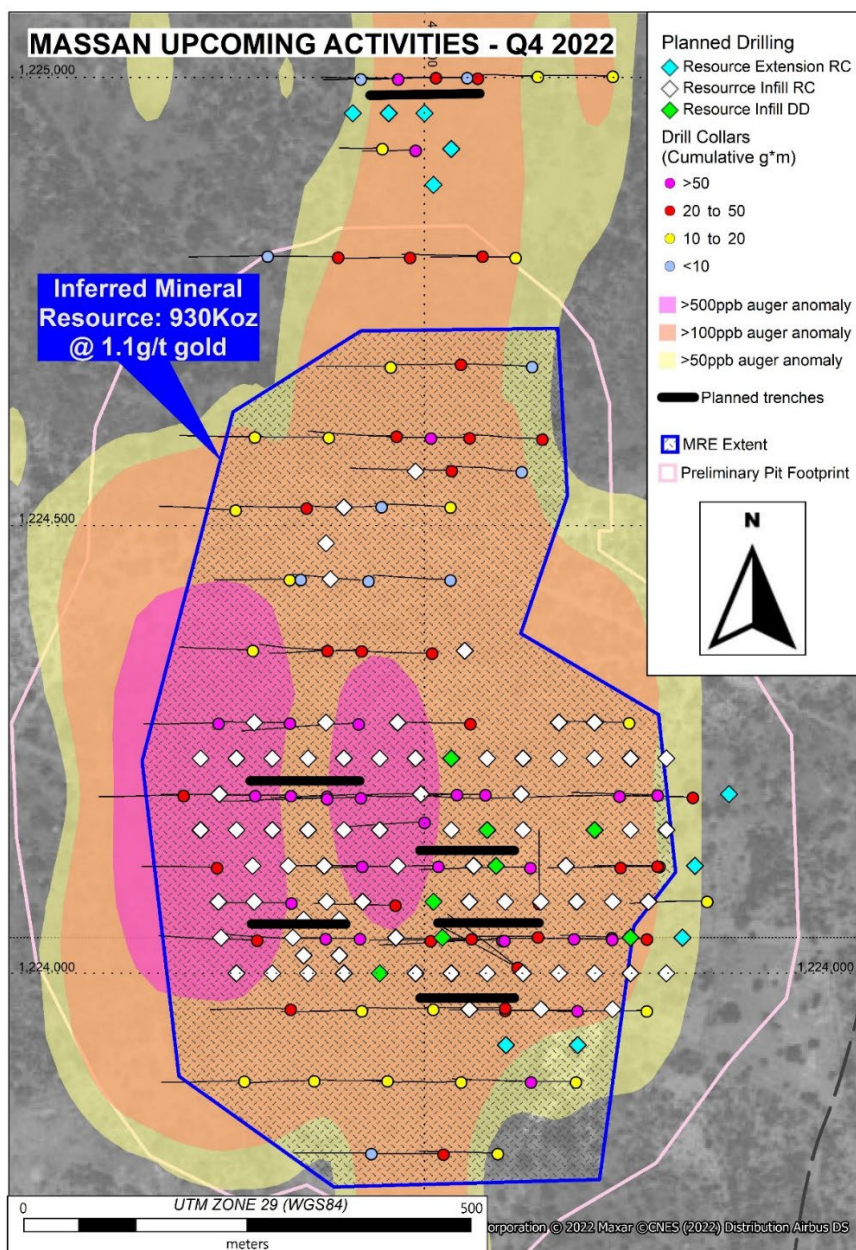 MASSAN UPCOMING ACTIVITIES - Q4 2022
1,225,000
Inferred Mineral
Resource: 930Koz
@ 1.1g/t gold
1,224,500
1,224,000
1,224,000
Planned Drilling
Resource Extension RC
Resourrce Infill RC
Resource Infill DD
Drill Collars
(Cumulative g*m)
>50
20 to 50
10 to 20
<10
>500ppb auger anomaly
>100ppb auger anomaly
>50ppb auger anomaly
Planned trenches
MRE Extent
Preliminary Pit Footprint
N
0
UTM ZONE 29 (WGS84)
500
meters
orporation © 2022 Maxar ©CNES (2022) Distribution Airbus DS